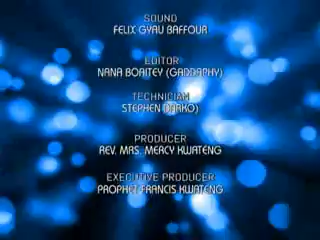 SOUND
FELIX GYAU BAFFOUR
EDITOR
NANA BOAITEY (GADDAPHY)
TECHNICIAN
STEPHEN DARKO)
PRODUCER
REV. MRS. MERCY KWATENG
EXECUTIVE PRODUCER
PROPHET FRANCIS KWATENG